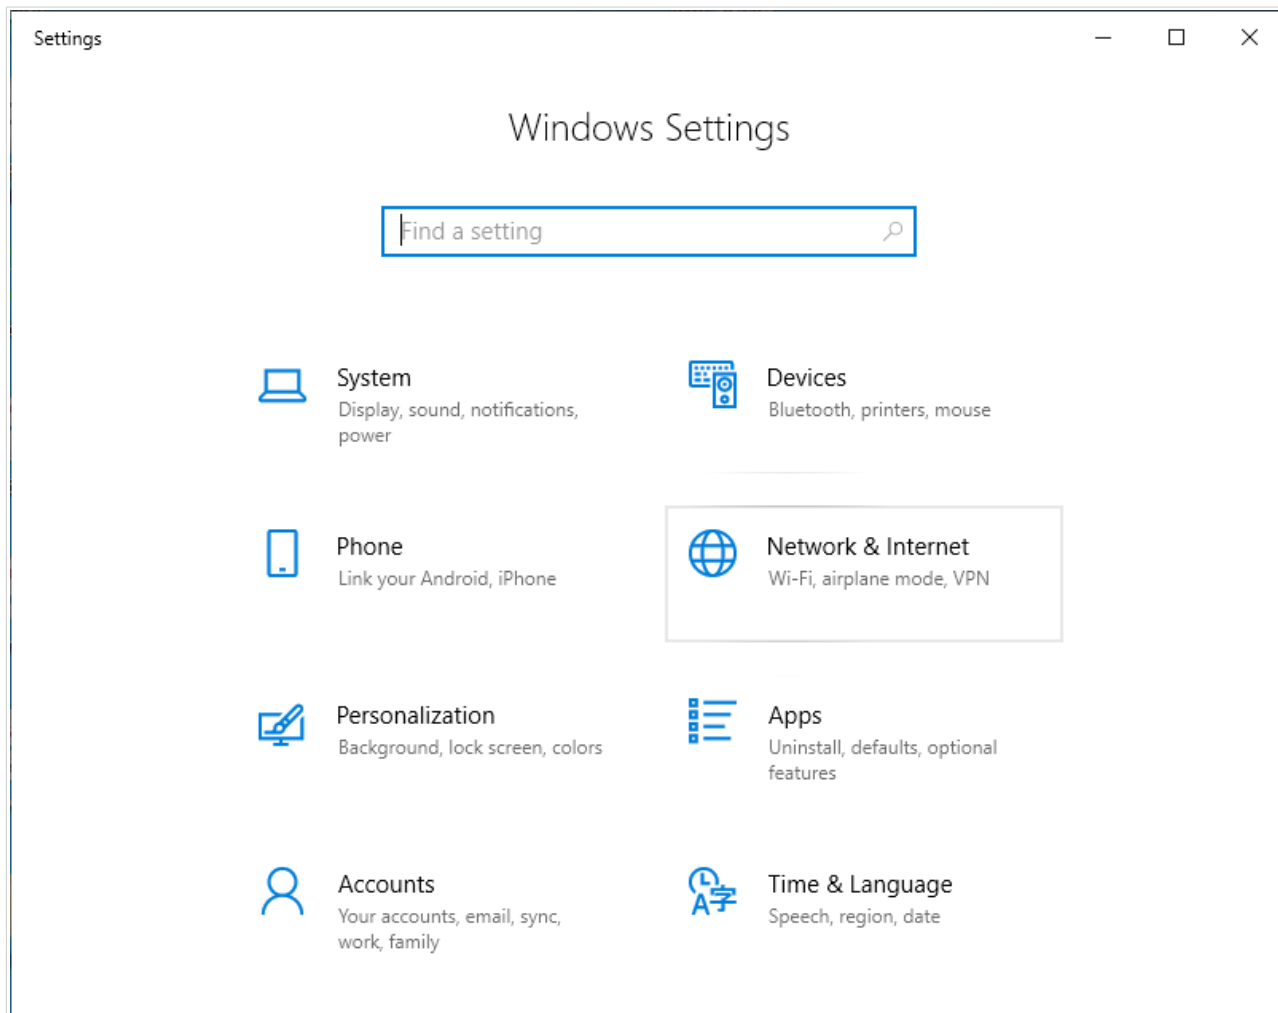 Settings
Windows Settings
Find a setting
System
Display, sound, notifications,
power
Devices
Bluetooth, printers, mouse
Phone
Link your Android, iPhone
Network & Internet
Wi-Fi, airplane mode, VPN
Personalization
Background, lock screen, colors
Apps
Uninstall, defaults, optional
features
Accounts
Your accounts, email, sync,
work, family
Time & Language
Speech, region, date